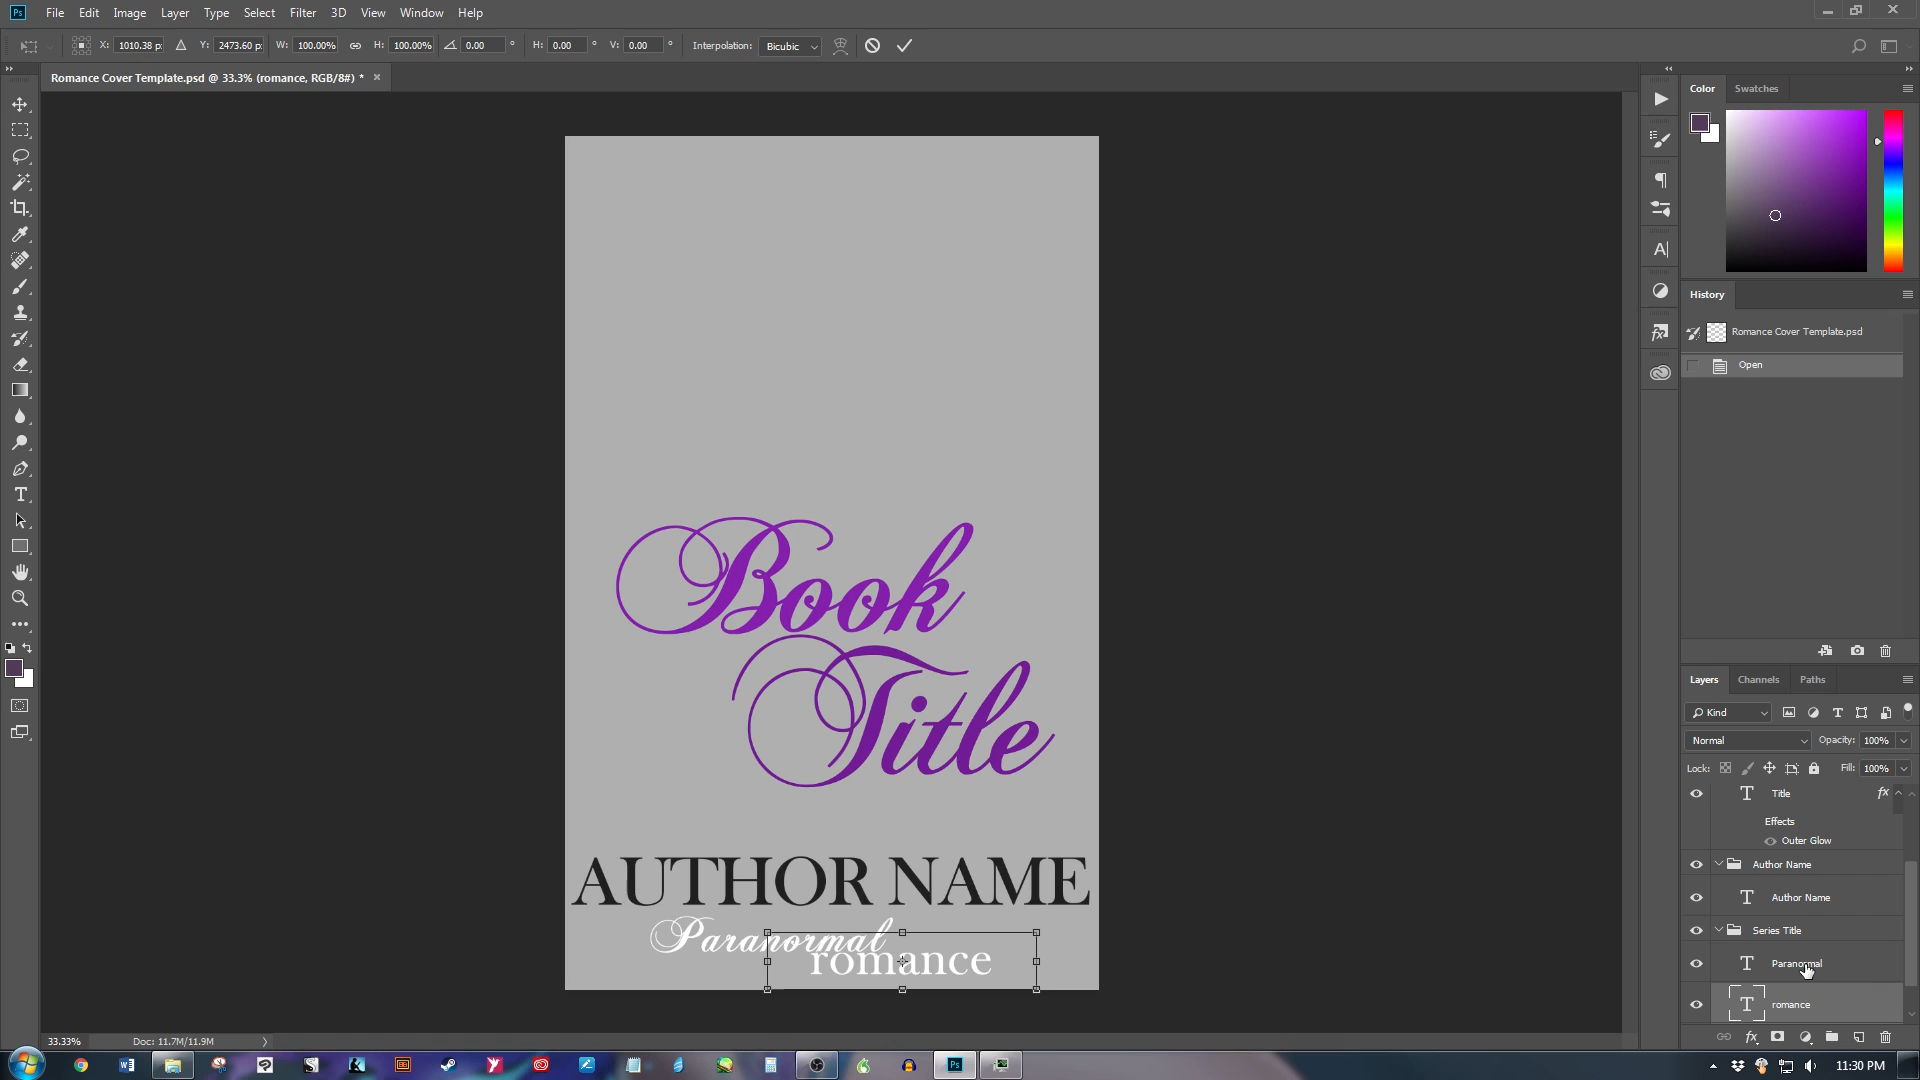 Ps File Edit Image Layer Type Select Filter 3D View Window Help
X: 1010.38 p: Y: 2473.60 p: W: 100.00% H: 100.00% 0.00 ° H: 0.00 ° V: 0.00 ° Interpolation: Bicubic
Romance Cover Template.psd @ 33.3% (romance, RGB/8#) * ×
Color Swatches
History
Romance Cover Template.psd
Open
Book
Title
AUTHOR NAME
Paranormal
romance
Layers Channels Paths
Kind
Normal Opacity: 100%
Lock: Fill: 100%
Title fx
Effects
Outer Glow
Author Name
Author Name
Series Title
Paranormal
romance
33.33% Doc: 11.7M/11.9M
11:30 PM